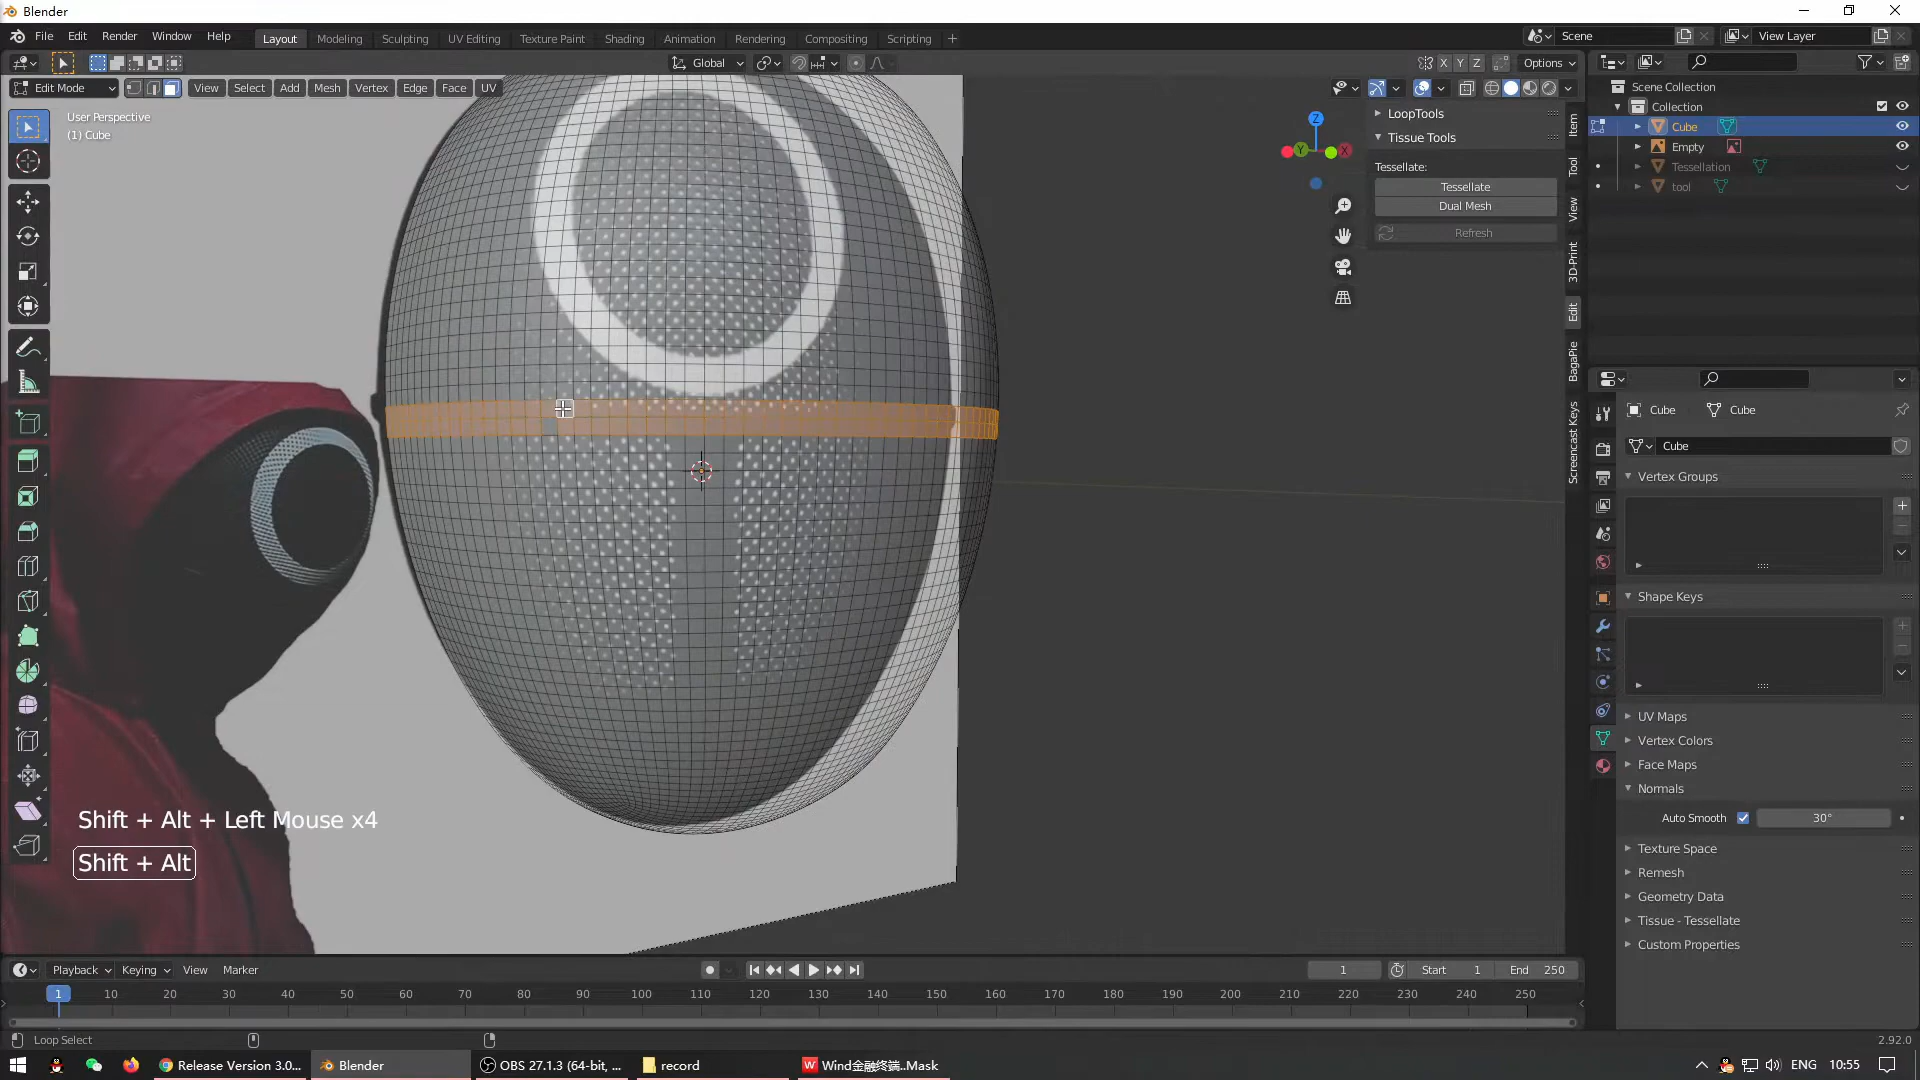 Blender
File Edit Render Window Help
Layout Modeling Sculpting UV Editing Texture Paint Shading Animation Rendering Compositing Scripting
Scene
View Layer
Global
X Y Z
Options
Edit Mode
View Select Add Mesh Vertex Edge Face UV
User Perspective
(1) Cube
Z
Y
X
LoopTools
Tissue Tools
Tessellate:
Tessellate
Dual Mesh
Refresh
Item
Tool
View
3D-Print
Edit
BagaPie
Screencast Keys
Scene Collection
Collection
Cube
Empty
Tessellation
tool
Cube Cube
Cube
Vertex Groups
Shape Keys
UV Maps
Vertex Colors
Face Maps
Normals
Auto Smooth 30°
Texture Space
Remesh
Geometry Data
Tissue - Tessellate
Custom Properties
Shift + Alt + Left Mouse x4
Shift + Alt
Playback Keying View Marker
1 Start 1 End 250
1 10 20 30 40 50 60 70 80 90 100 110 120 130 140 150 160 170 180 190 200 210 220 230 240 250
Loop Select
2.92.0
Release Version 3.0...
Blender
OBS 27.1.3 (64-bit, ...
record
W Wind金融终端..Mask
ENG 10:55